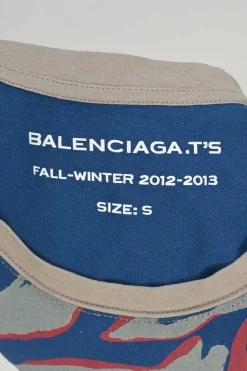 BALENCIAGA.T'S
FALL-WINTER 2012-2013
SIZE: S